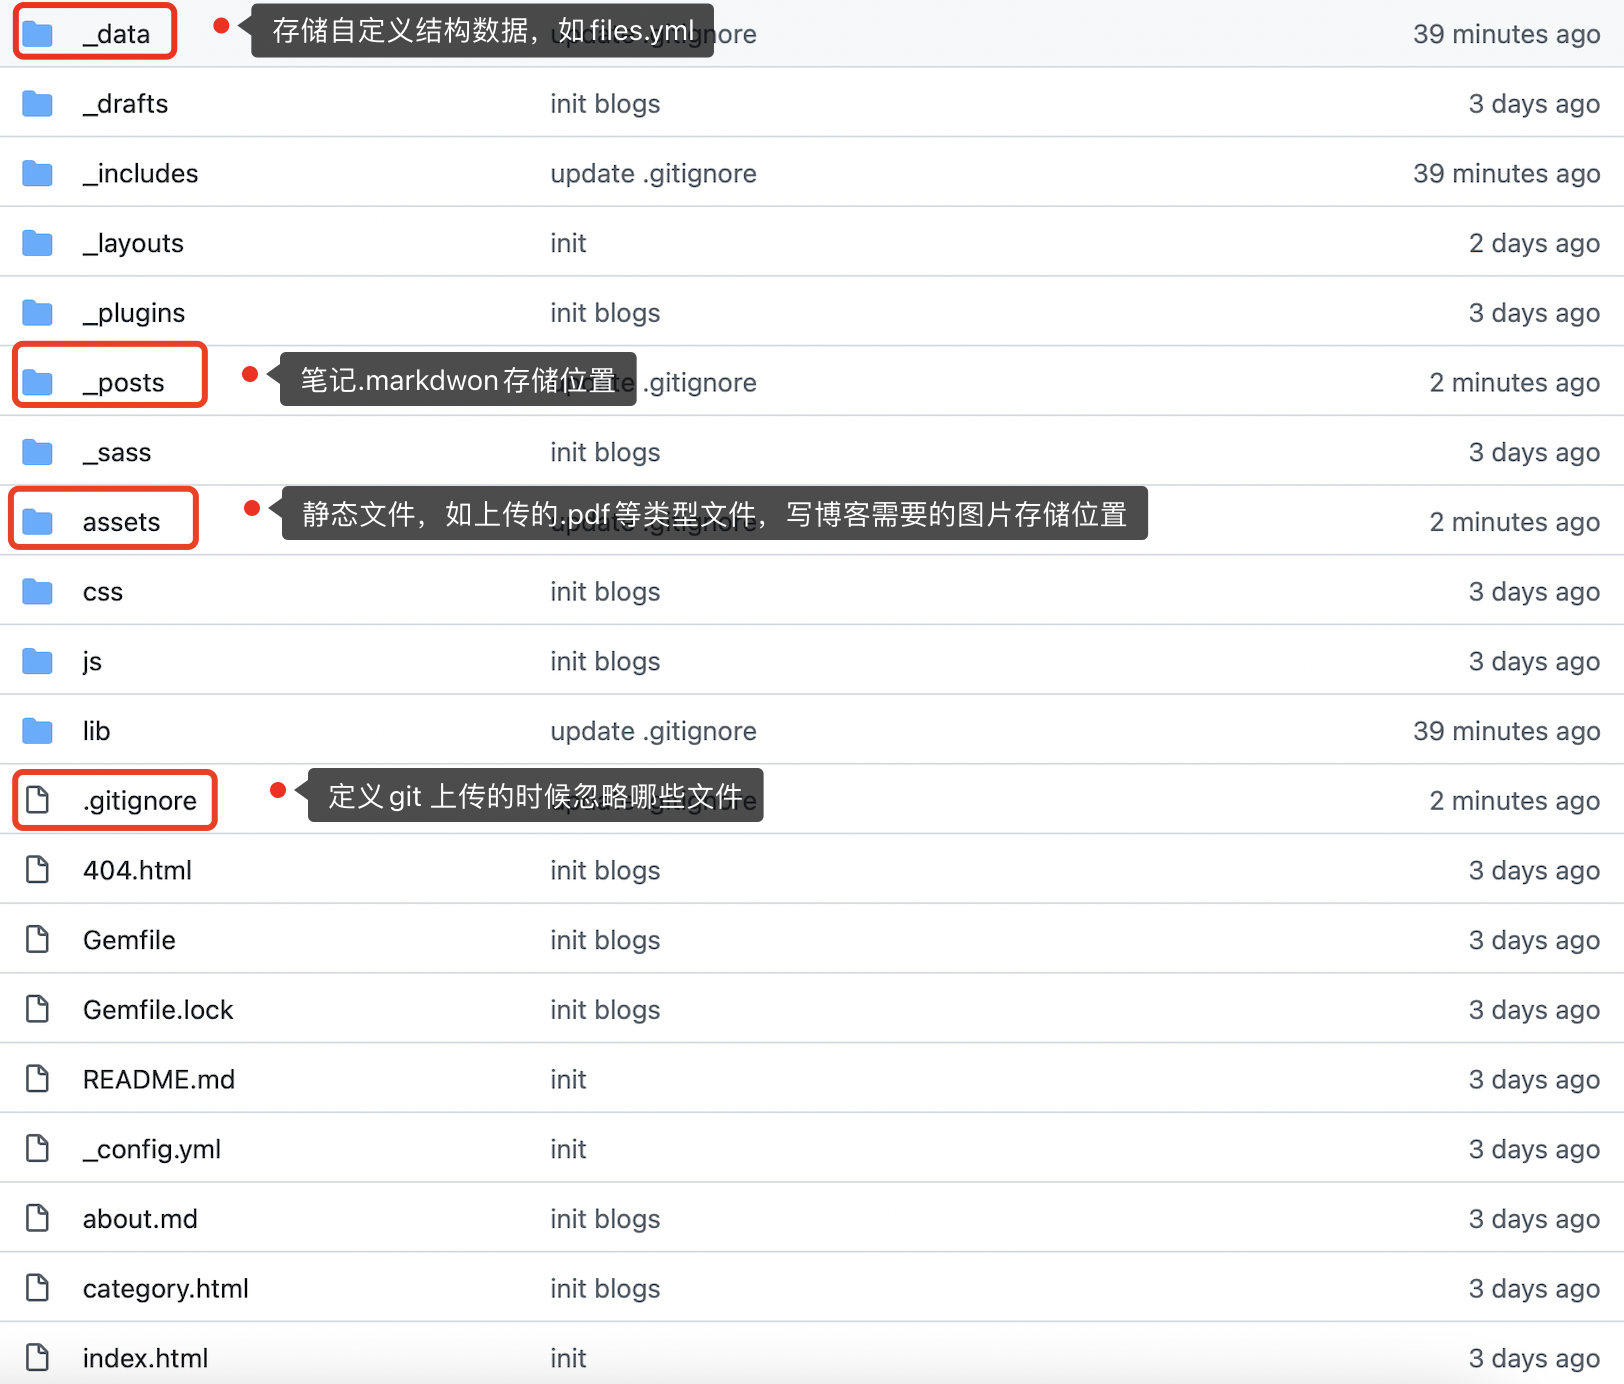 _data 存储自定义结构数据，如files.yml update .gitignore 39 minutes ago
_drafts init blogs 3 days ago
_includes update .gitignore 39 minutes ago
_layouts init 2 days ago
_plugins init blogs 3 days ago
_posts 笔记.markdwon存储位置 update .gitignore 2 minutes ago
_sass init blogs 3 days ago
assets 静态文件，如上传的.pdf等类型文件，写博客需要的图片存储位置 update .gitignore 2 minutes ago
css init blogs 3 days ago
js init blogs 3 days ago
lib update .gitignore 39 minutes ago
.gitignore 定义git 上传的时候忽略哪些文件 update .gitignore 2 minutes ago
404.html init blogs 3 days ago
Gemfile init blogs 3 days ago
Gemfile.lock init blogs 3 days ago
README.md init 3 days ago
_config.yml init 3 days ago
about.md init blogs 3 days ago
category.html init blogs 3 days ago
index.html init 3 days ago